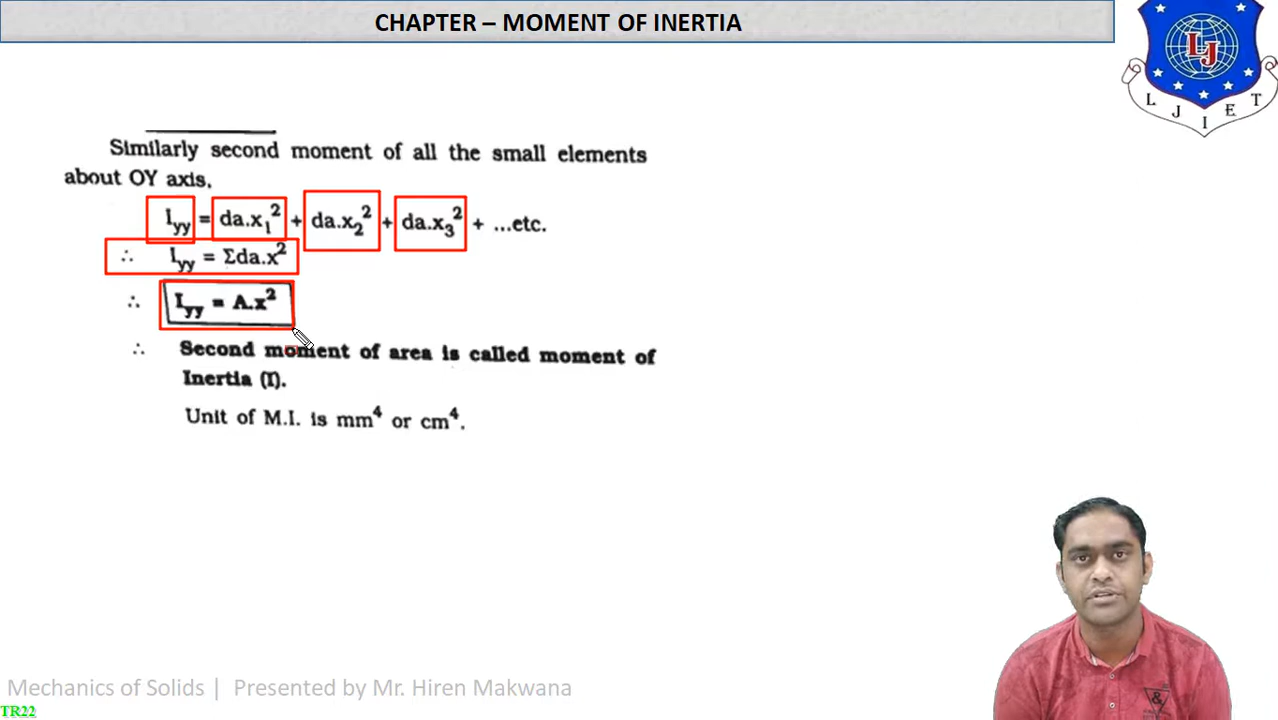 CHAPTER – MOMENT OF INERTIA
LJ
L J I E T
Similarly second moment of all the small elements
about OY axis.
Iyy = da.x₁² + da.x₂² + da.x₃² + ...etc.
∴ Iyy = Σda.x²
∴ Iyy = A.x²
∴ Second moment of area is called moment of
Inertia (I).
Unit of M.I. is mm⁴ or cm⁴.
&
Mechanics of Solids | Presented by Mr. Hiren Makwana
TR22